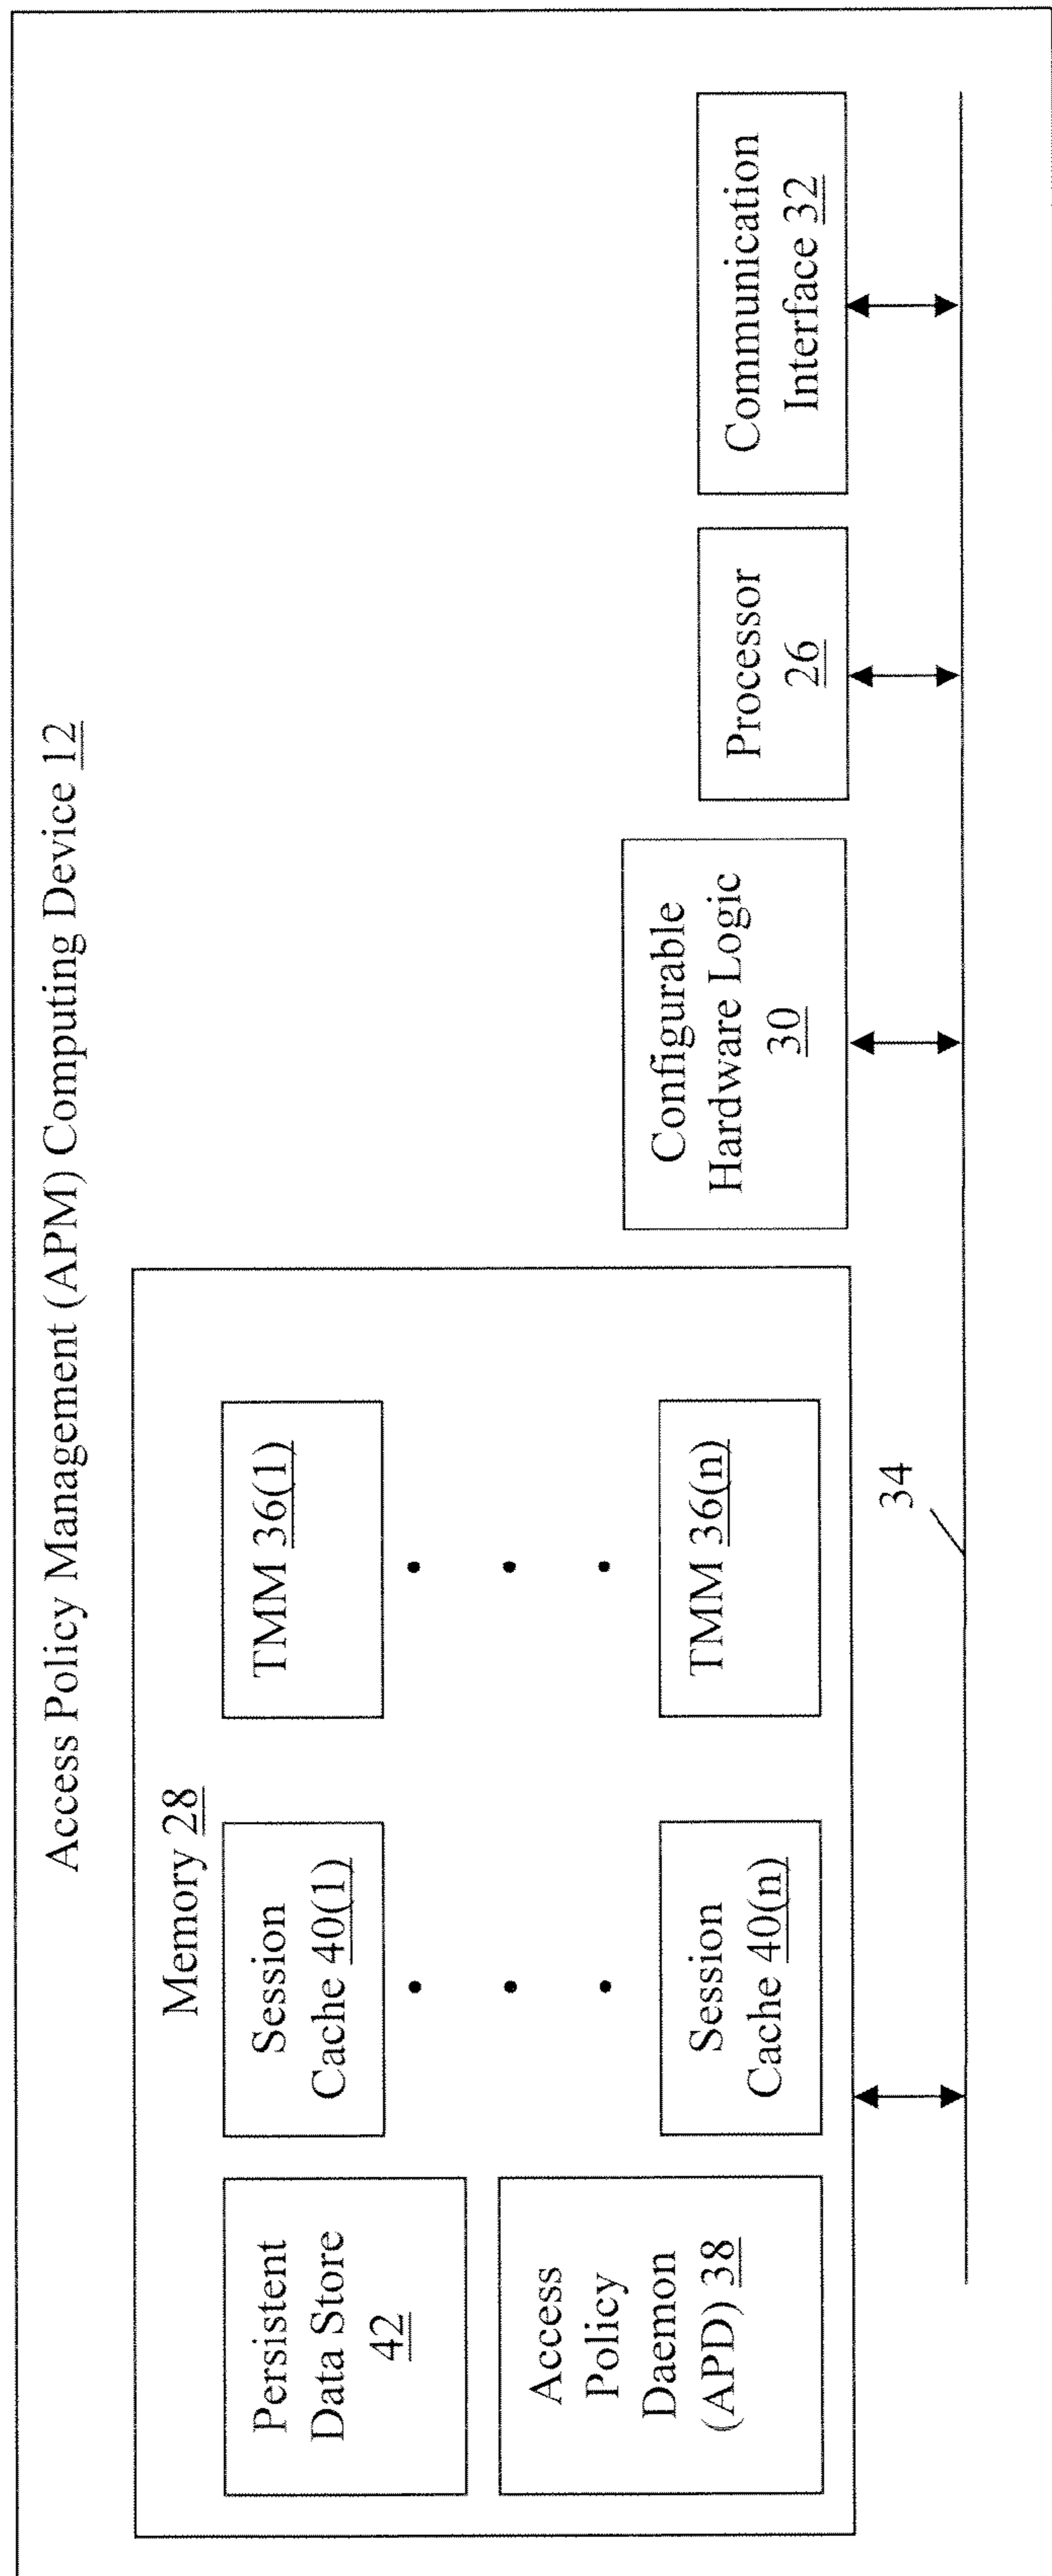 Access Policy Management (APM) Computing Device 12
Memory 28
Persistent
Data Store
42
Access
Policy
Daemon
(APD) 38
Session
Cache 40(1)
Session
Cache 40(n)
TMM 36(1)
TMM 36(n)
Configurable
Hardware Logic
30
Processor
26
Communication
Interface 32
34